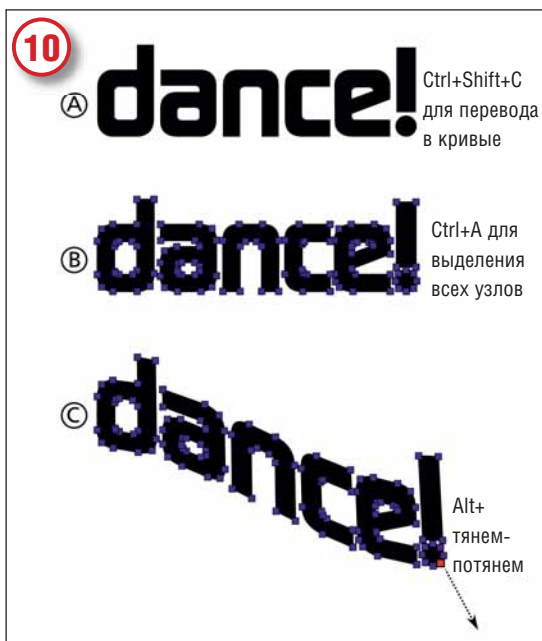 10
A dance!
Ctrl+Shift+C
для перевода
в кривые
B dance!
Ctrl+A для
выделения
всех узлов
C dance!
Alt+
тянем-
потянем